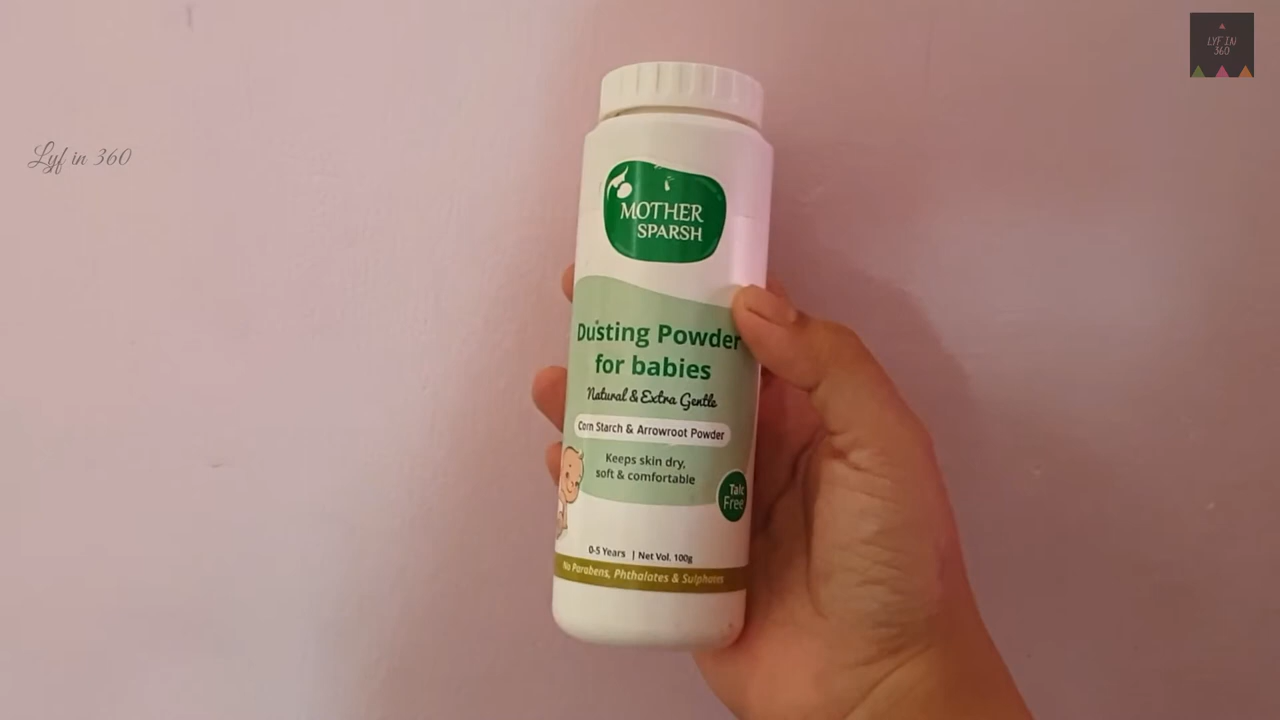 LYF IN
360
Lyf in 360
MOTHER
SPARSH
Dusting Powder
for babies
Natural & Extra Gentle
Corn Starch & Arrowroot Powder
Keeps skin dry,
soft & comfortable
Talc
Free
0-5 Years | Net Vol. 100g
No Parabens, Phthalates & Sulphates